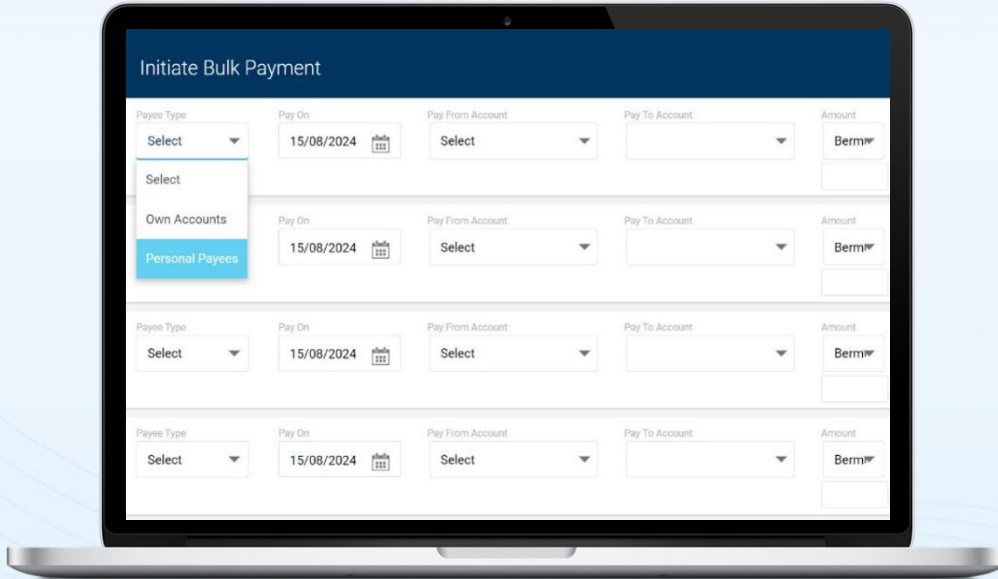 Initiate Bulk Payment
Payee Type Pay On Pay From Account Pay To Account Amount
Select 15/08/2024 Select Berm
Select
Own Accounts Pay On Pay From Account Pay To Account Amount
15/08/2024 Select Berm
Personal Payees
Payee Type Pay On Pay From Account Pay To Account Amount
Select 15/08/2024 Select Berm
Payee Type Pay On Pay From Account Pay To Account Amount
Select 15/08/2024 Select Berm